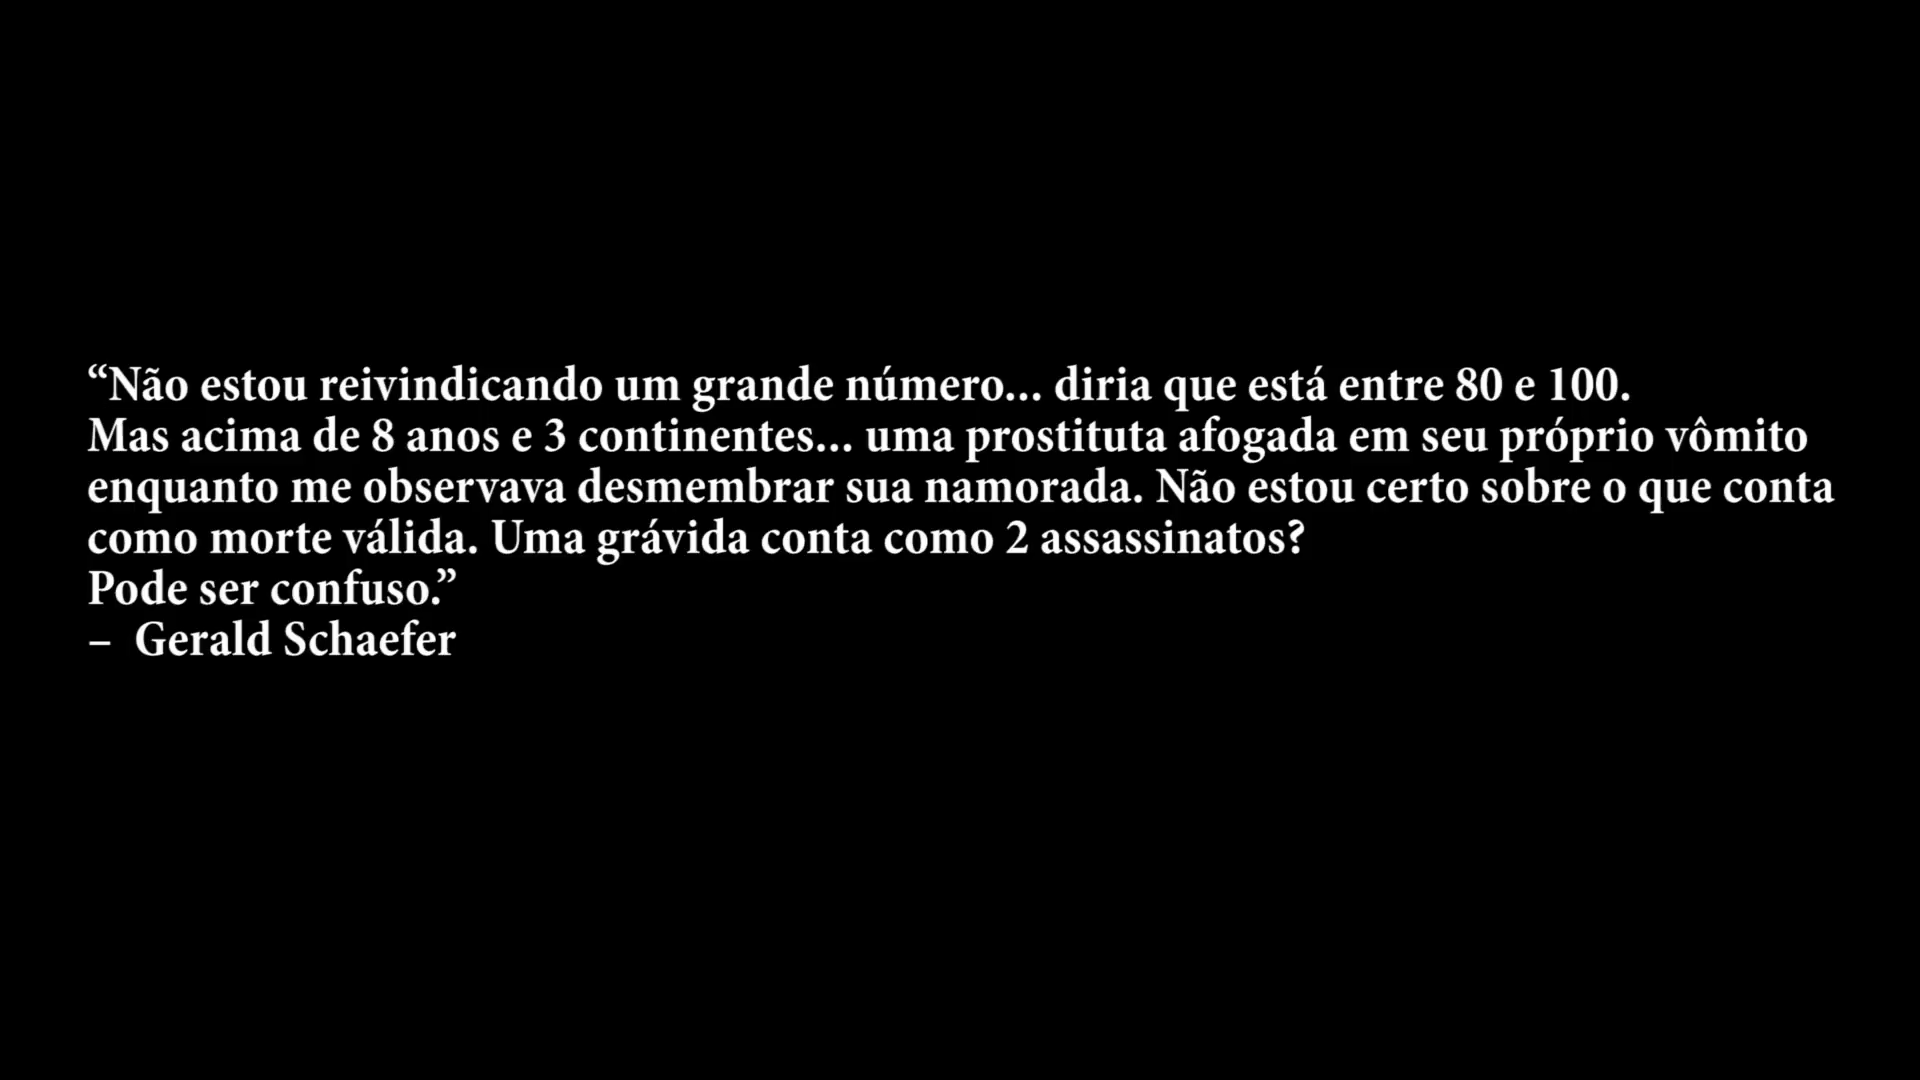 “Não estou reivindicando um grande número... diria que está entre 80 e 100.
Mas acima de 8 anos e 3 continentes... uma prostituta afogada em seu próprio vômito
enquanto me observava desmembrar sua namorada. Não estou certo sobre o que conta
como morte válida. Uma grávida conta como 2 assassinatos?
Pode ser confuso.”
– Gerald Schaefer